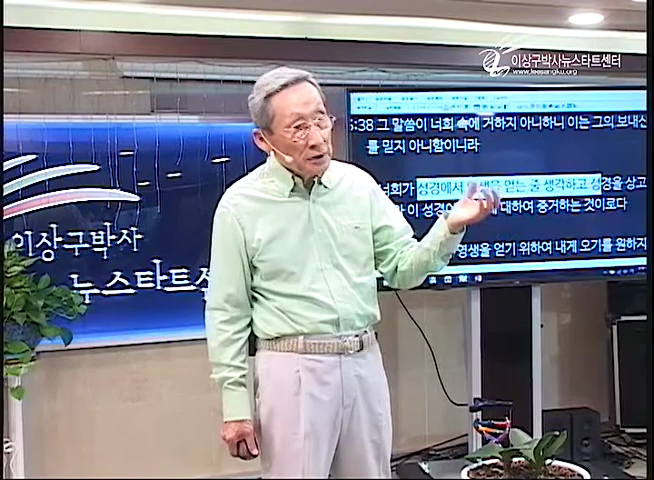 이상구박사뉴스타트센터
www.leesangku.org
5:38 그 말씀이 너희 속에 거하지 아니하니 이는 그의 보내신
를 믿지 아니함이니라
너희가 성경에서 영생을 얻는 줄 생각하고 성경을 상고
이 성경이 대하여 증거하는 것이로다
영생을 얻기 위하여 내게 오기를 원하지
이상구박사
뉴스타트센